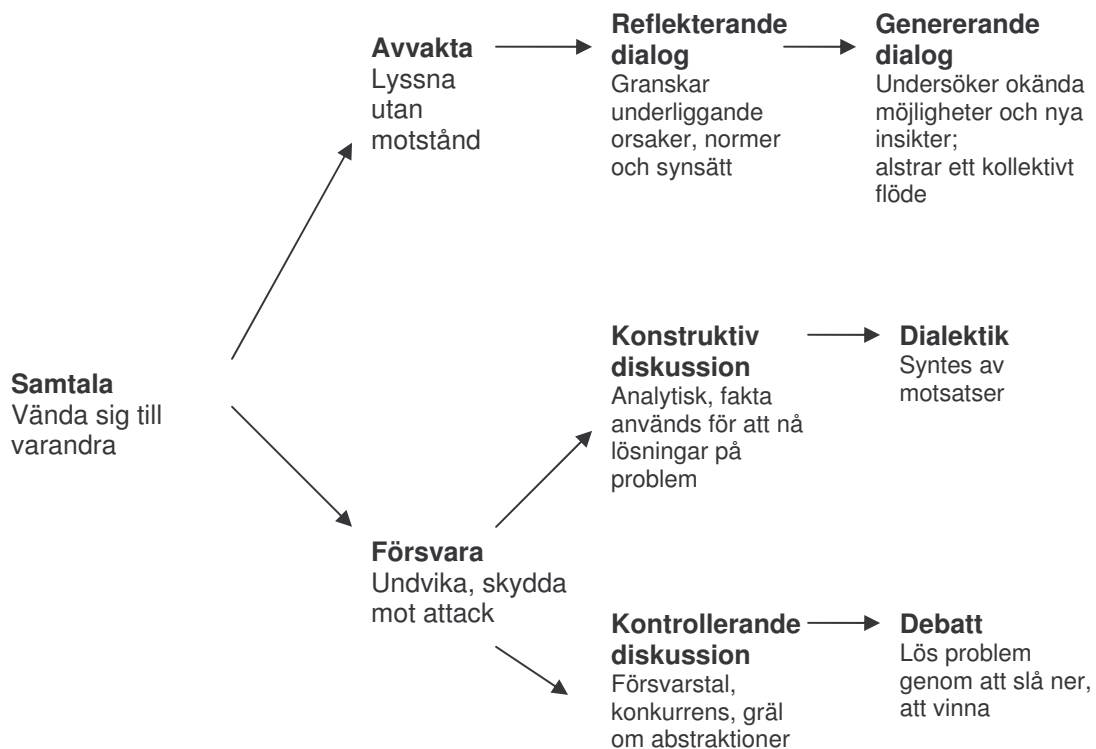 Avvakta
Lyssna
utan
motstånd
Reflekterande
dialog
Granskar
underliggande
orsaker, normer
och synsätt
Genererande
dialog
Undersöker okända
möjligheter och nya
insikter;
alstrar ett kollektivt
flöde
Samtala
Vända sig till
varandra
Konstruktiv
diskussion
Analytisk, fakta
används för att nå
lösningar på
problem
Dialektik
Syntes av
motsatser
Försvara
Undvika, skydda
mot attack
Kontrollerande
diskussion
Försvarstal,
konkurrens, gräl
om abstraktioner
Debatt
Lös problem
genom att slå ner,
att vinna